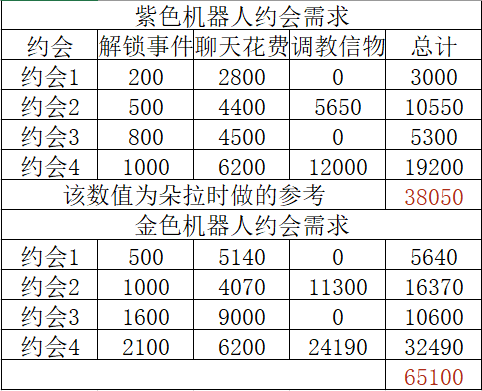 紫色机器人约会需求
约会 解锁事件 聊天花费 调教信物 总计
约会1 200 2800 0 3000
约会2 500 4400 5650 10550
约会3 800 4500 0 5300
约会4 1000 6200 12000 19200
该数值为朵拉时做的参考 38050
金色机器人约会需求
约会1 500 5140 0 5640
约会2 1000 4070 11300 16370
约会3 1600 9000 0 10600
约会4 2100 6200 24190 32490
65100